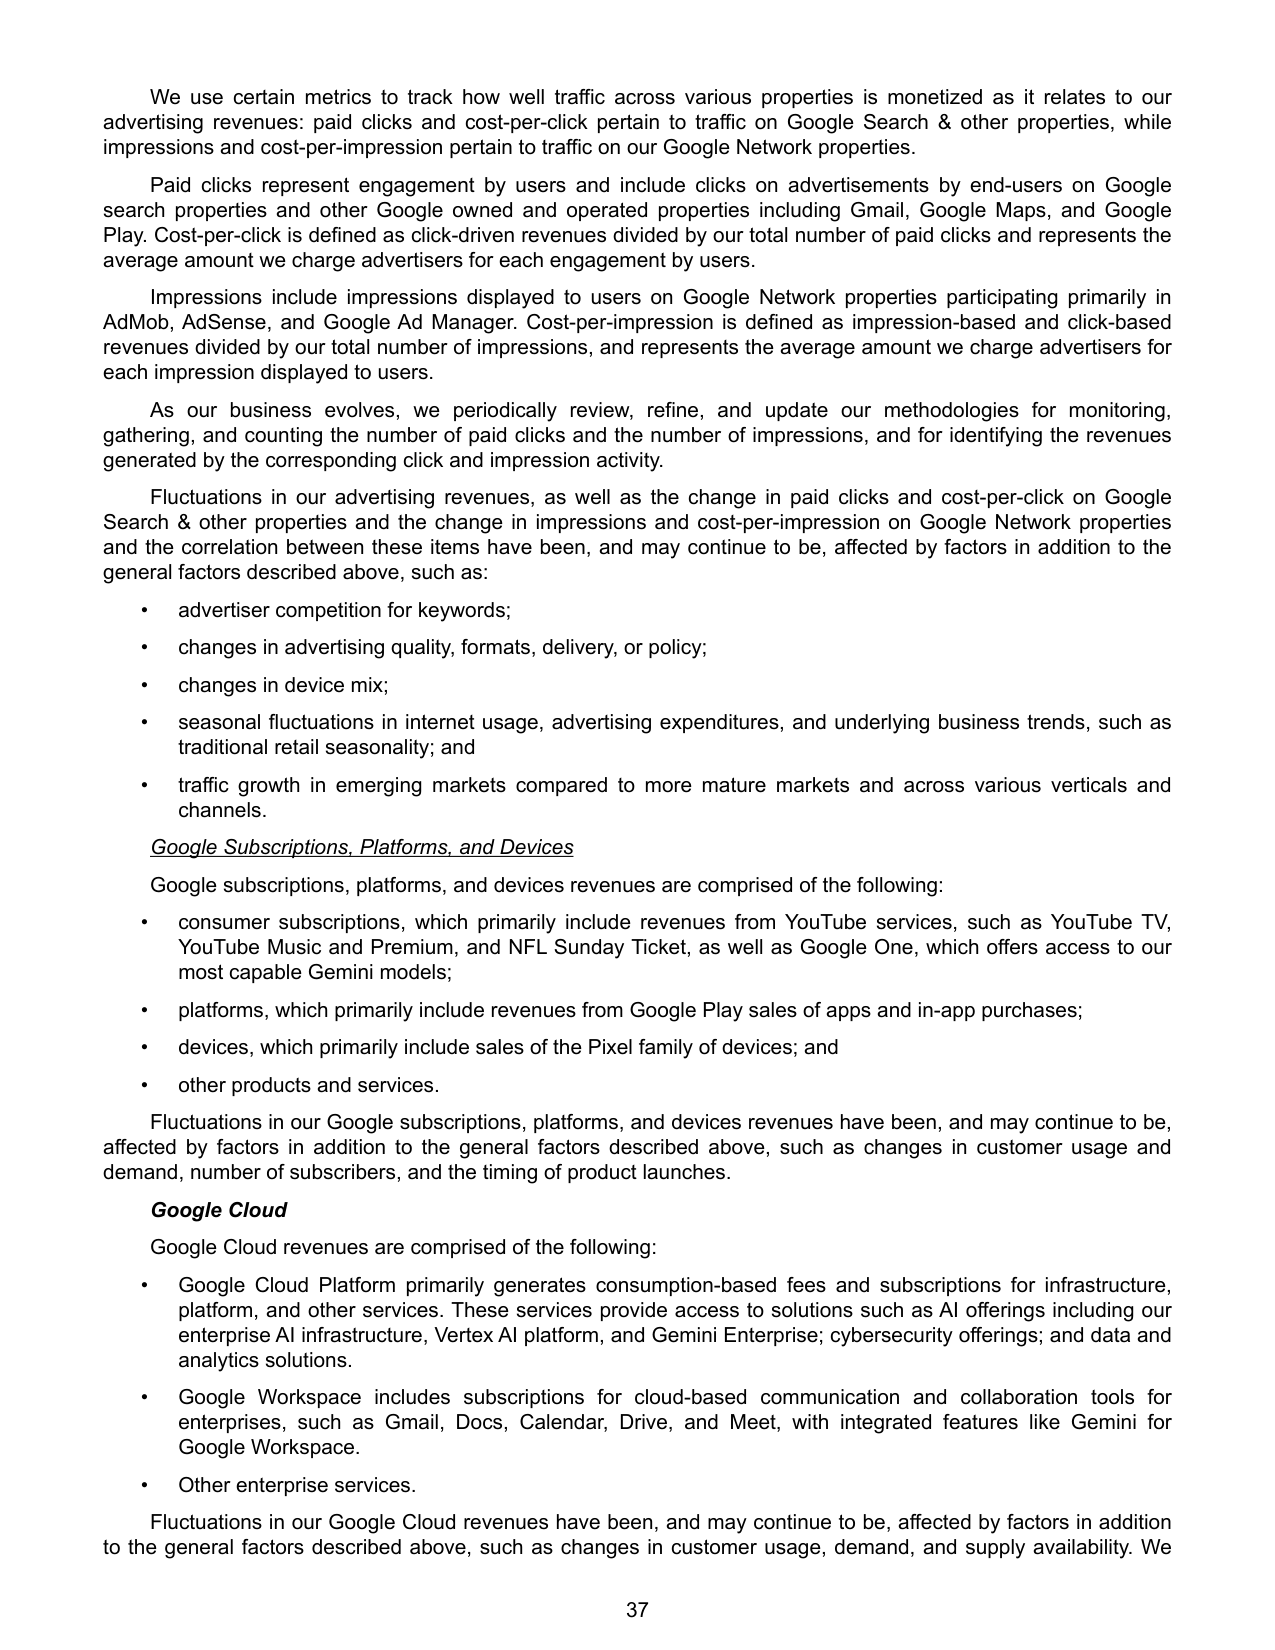 We use certain metrics to track how well traffic across various properties is monetized as it relates to our
advertising revenues: paid clicks and cost-per-click pertain to traffic on Google Search & other properties, while
impressions and cost-per-impression pertain to traffic on our Google Network properties.
Paid clicks represent engagement by users and include clicks on advertisements by end-users on Google
search properties and other Google owned and operated properties including Gmail, Google Maps, and Google
Play. Cost-per-click is defined as click-driven revenues divided by our total number of paid clicks and represents the
average amount we charge advertisers for each engagement by users.
Impressions include impressions displayed to users on Google Network properties participating primarily in
AdMob, AdSense, and Google Ad Manager. Cost-per-impression is defined as impression-based and click-based
revenues divided by our total number of impressions, and represents the average amount we charge advertisers for
each impression displayed to users.
As our business evolves, we periodically review, refine, and update our methodologies for monitoring,
gathering, and counting the number of paid clicks and the number of impressions, and for identifying the revenues
generated by the corresponding click and impression activity.
Fluctuations in our advertising revenues, as well as the change in paid clicks and cost-per-click on Google
Search & other properties and the change in impressions and cost-per-impression on Google Network properties
and the correlation between these items have been, and may continue to be, affected by factors in addition to the
general factors described above, such as:
• advertiser competition for keywords;
• changes in advertising quality, formats, delivery, or policy;
• changes in device mix;
• seasonal fluctuations in internet usage, advertising expenditures, and underlying business trends, such as
traditional retail seasonality; and
• traffic growth in emerging markets compared to more mature markets and across various verticals and
channels.
Google Subscriptions, Platforms, and Devices
Google subscriptions, platforms, and devices revenues are comprised of the following:
• consumer subscriptions, which primarily include revenues from YouTube services, such as YouTube TV,
YouTube Music and Premium, and NFL Sunday Ticket, as well as Google One, which offers access to our
most capable Gemini models;
• platforms, which primarily include revenues from Google Play sales of apps and in-app purchases;
• devices, which primarily include sales of the Pixel family of devices; and
• other products and services.
Fluctuations in our Google subscriptions, platforms, and devices revenues have been, and may continue to be,
affected by factors in addition to the general factors described above, such as changes in customer usage and
demand, number of subscribers, and the timing of product launches.
Google Cloud
Google Cloud revenues are comprised of the following:
• Google Cloud Platform primarily generates consumption-based fees and subscriptions for infrastructure,
platform, and other services. These services provide access to solutions such as AI offerings including our
enterprise AI infrastructure, Vertex AI platform, and Gemini Enterprise; cybersecurity offerings; and data and
analytics solutions.
• Google Workspace includes subscriptions for cloud-based communication and collaboration tools for
enterprises, such as Gmail, Docs, Calendar, Drive, and Meet, with integrated features like Gemini for
Google Workspace.
• Other enterprise services.
Fluctuations in our Google Cloud revenues have been, and may continue to be, affected by factors in addition
to the general factors described above, such as changes in customer usage, demand, and supply availability. We
37